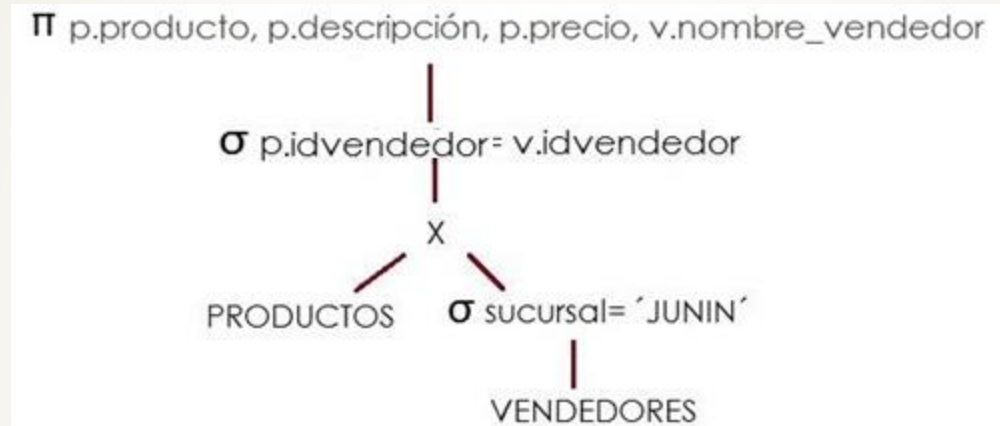 π p.producto, p.descripción, p.precio, v.nombre_vendedor
σ p.idvendedor= v.idvendedor
X
PRODUCTOS σ sucursal= ´JUNIN´
VENDEDORES